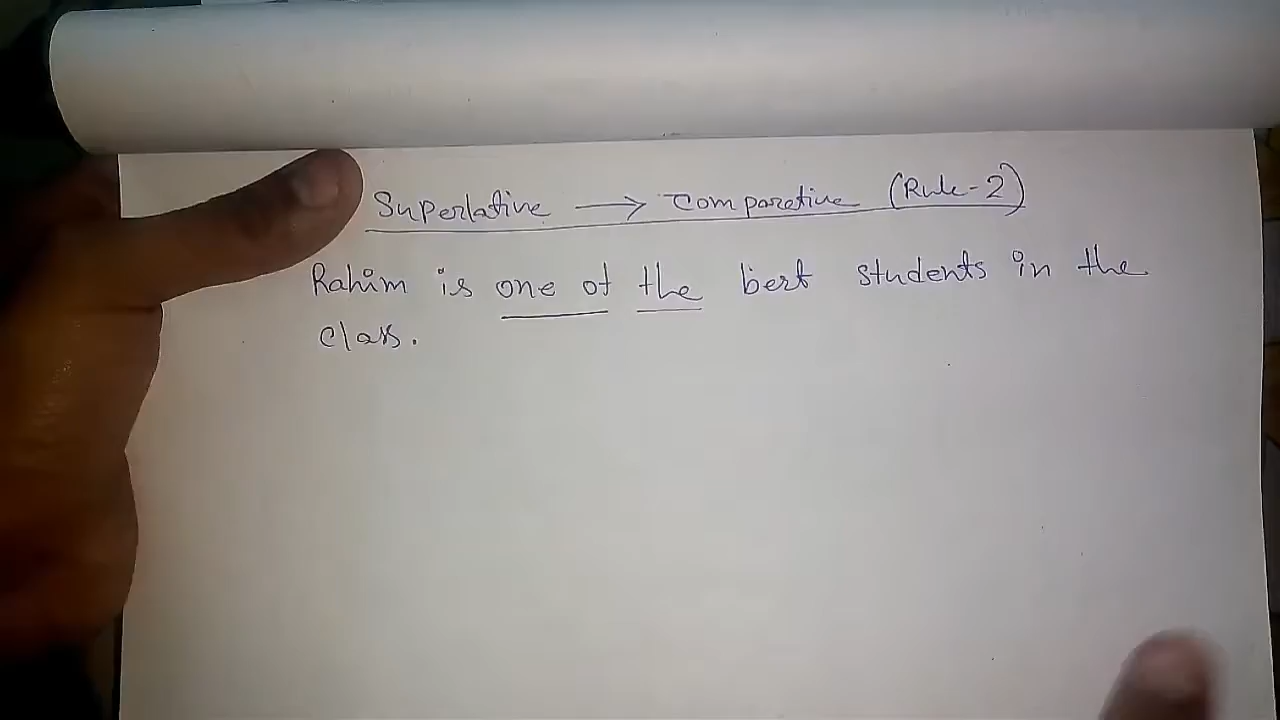 Superlative → Comparative (Rule-2)
Rahim is one of the best students in the
class.